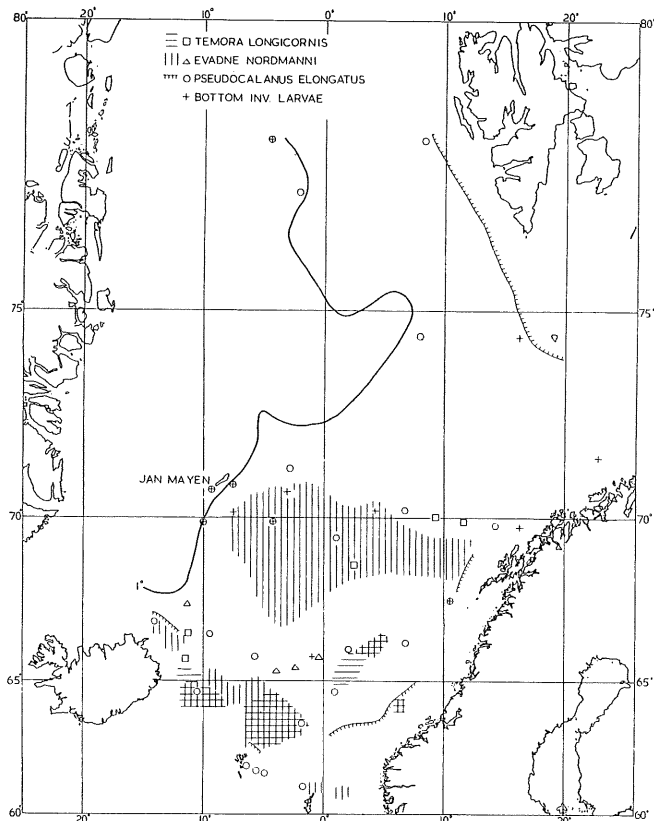 80° 20° 10° 0° 10° 20° 80°
TEMORA LONGICORNIS
EVADNE NORDMANNI
PSEUDOCALANUS ELONGATUS
+ BOTTOM INV. LARVAE
75° 75°
JAN MAYEN
70° 70°
1°
65° 65°
60° 20° 10° 0° 10° 20° 60°